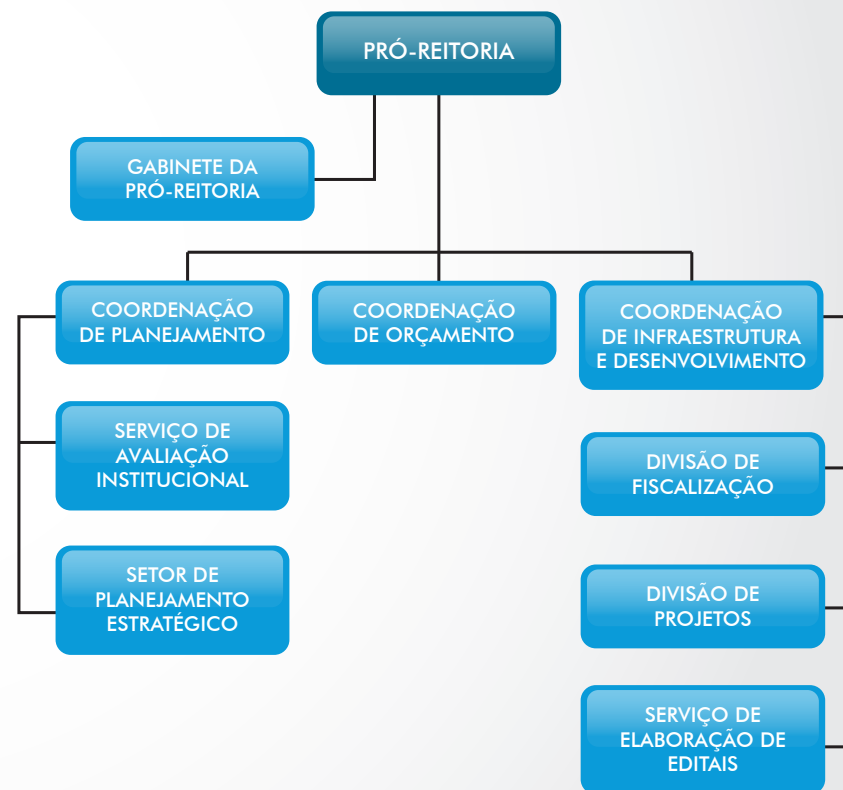 PRÓ-REITORIA
GABINETE DA
PRÓ-REITORIA
COORDENAÇÃO
DE PLANEJAMENTO
COORDENAÇÃO
DE ORÇAMENTO
COORDENAÇÃO
DE INFRAESTRUTURA
E DESENVOLVIMENTO
SERVIÇO DE
AVALIAÇÃO
INSTITUCIONAL
DIVISÃO DE
FISCALIZAÇÃO
SETOR DE
PLANEJAMENTO
ESTRATÉGICO
DIVISÃO DE
PROJETOS
SERVIÇO DE
ELABORAÇÃO DE
EDITAIS